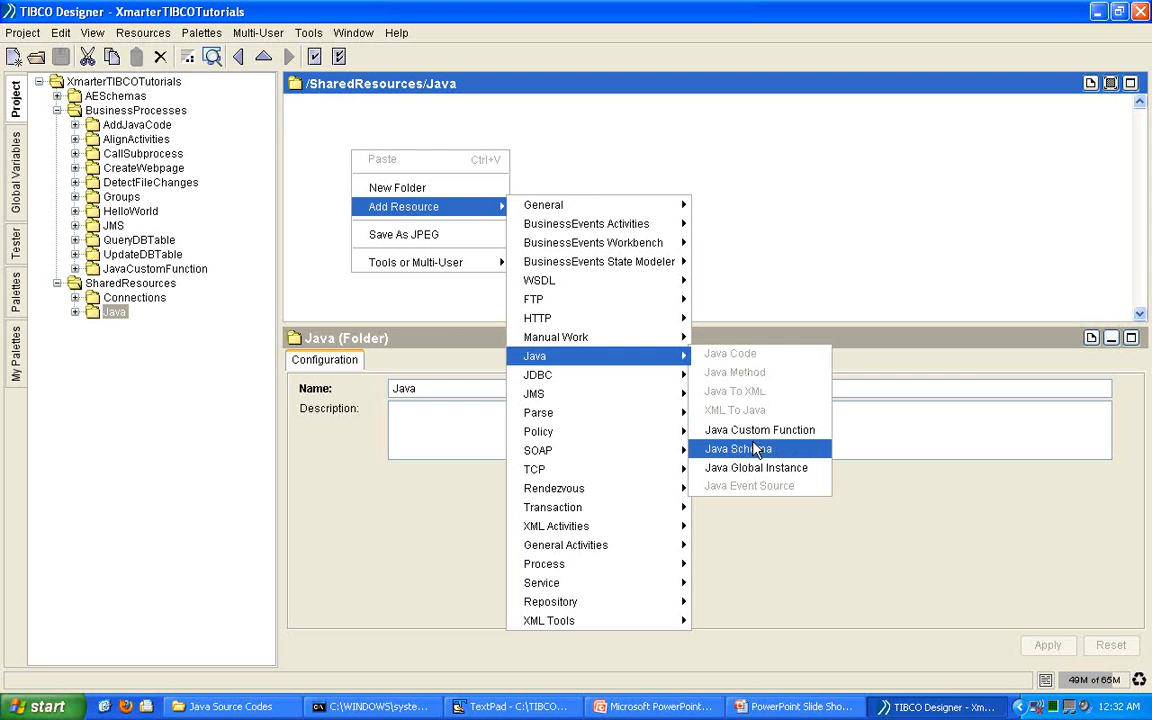 TIBCO Designer - XmarterTIBCOTutorials
Project Edit View Resources Palettes Multi-User Tools Window Help
Project
Global Variables
Tester
Palettes
My Palettes
XmarterTIBCOTutorials
AESchemas
BusinessProcesses
AddJavaCode
AlignActivities
CallSubprocess
CreateWebpage
DetectFileChanges
Groups
HelloWorld
JMS
QueryDBTable
UpdateDBTable
JavaCustomFunction
SharedResources
Connections
Java
/SharedResources/Java
Paste Ctrl+V
New Folder
Add Resource
Save As JPEG
Tools or Multi-User
General
BusinessEvents Activities
BusinessEvents Workbench
BusinessEvents State Modeler
WSDL
FTP
HTTP
Manual Work
Java
JDBC
JMS
Parse
Policy
SOAP
TCP
Rendezvous
Transaction
XML Activities
General Activities
Process
Service
Repository
XML Tools
Java Code
Java Method
Java To XML
XML To Java
Java Custom Function
Java Schema
Java Global Instance
Java Event Source
Java (Folder)
Configuration
Name: Java
Description:
Apply Reset
49M of 65M
start Java Source Codes C:\WINDOWS\syste... TextPad - C:\TIBCO... Microsoft PowerPoint... PowerPoint Slide Sho... TIBCO Designer - Xm... 12:32 AM